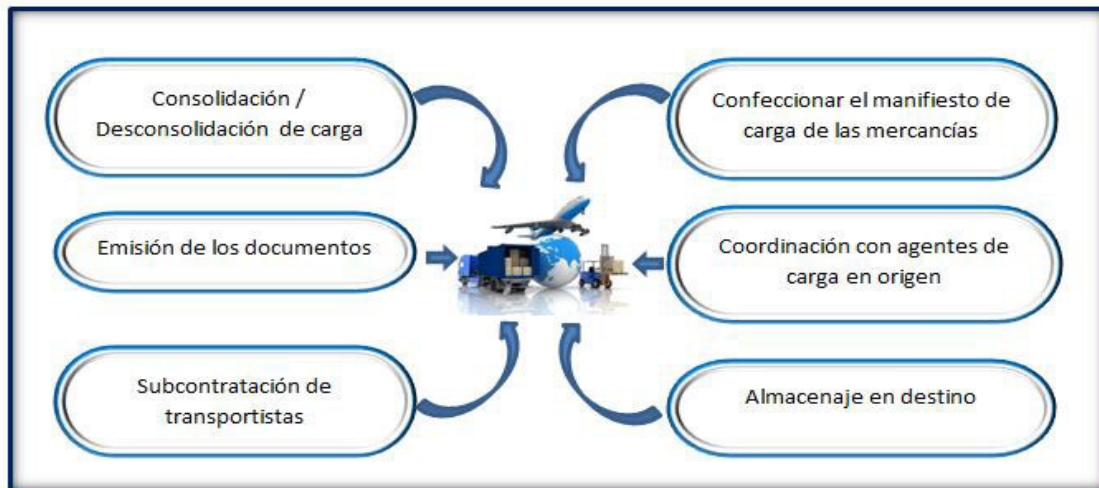 Consolidación /
Desconsolidación de carga
Emisión de los documentos
Subcontratación de
transportistas
Confeccionar el manifiesto de
carga de las mercancías
Coordinación con agentes de
carga en origen
Almacenaje en destino